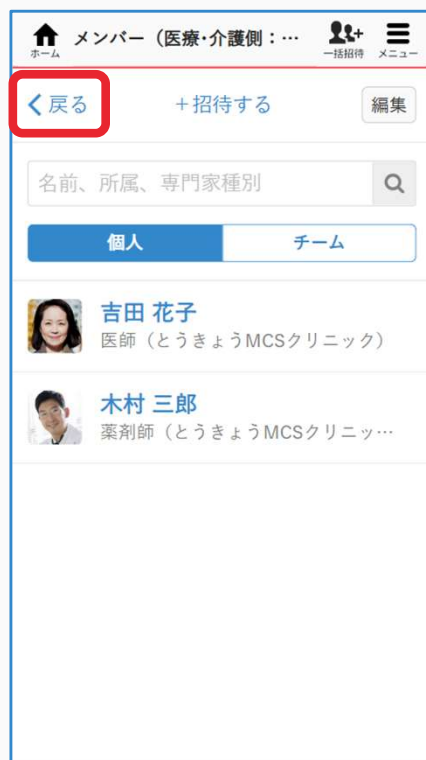 メンバー（医療・介護側：…
ホーム
一括招待
メニュー
戻る
+招待する
編集
名前、所属、専門家種別
個人
チーム
吉田 花子
医師（とうきょうMCSクリニック）
木村 三郎
薬剤師（とうきょうMCSクリニッ…